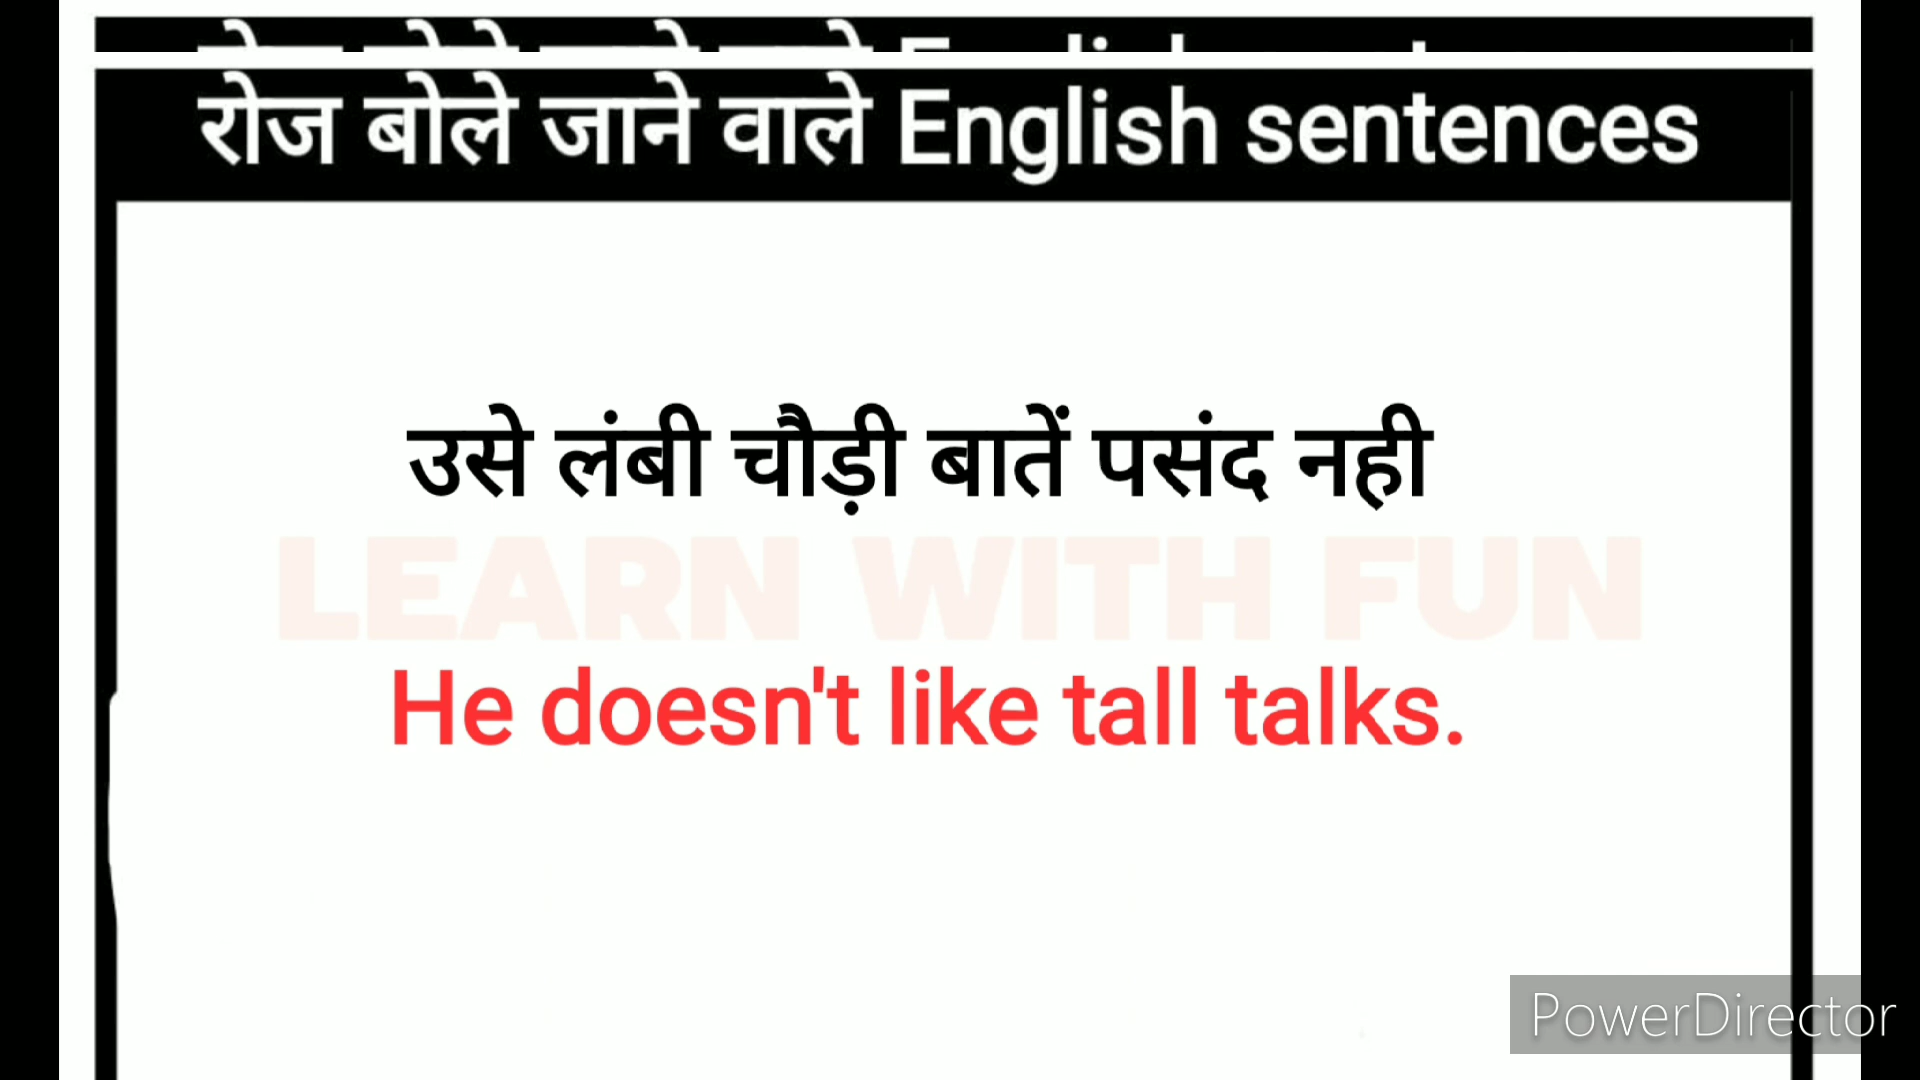 रोज बोले जाने वाले English sentences
उसे लंबी चौड़ी बातें पसंद नही
LEARN WITH FUN
He doesn't like tall talks.
PowerDirector